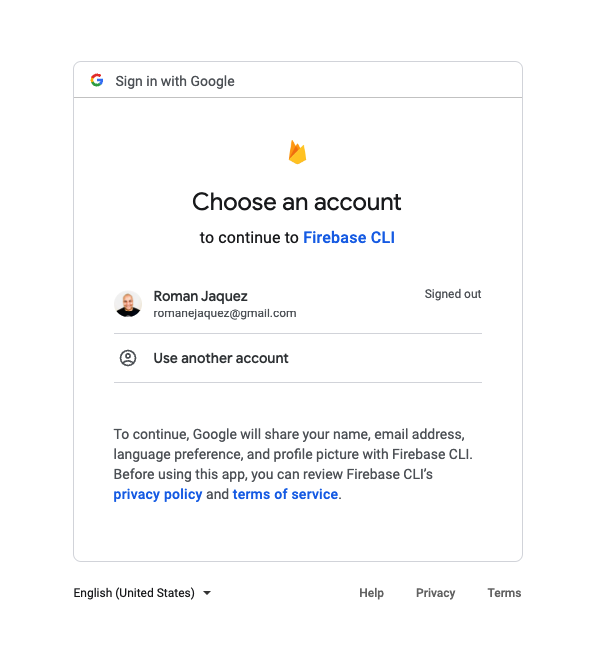 Sign in with Google
Choose an account
to continue to Firebase CLI
Roman Jaquez
Signed out
romanejaquez@gmail.com
Use another account
To continue, Google will share your name, email address,
language preference, and profile picture with Firebase CLI.
Before using this app, you can review Firebase CLI’s
privacy policy and terms of service.
English (United States)
Help
Privacy
Terms